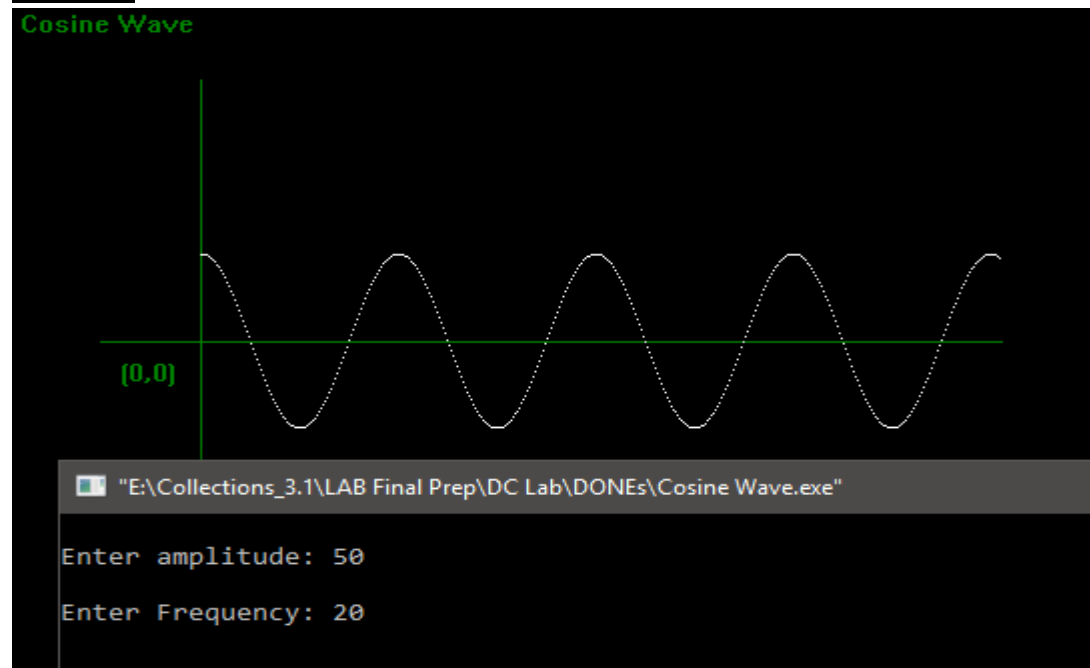 Cosine Wave
(0,0)
"E:\Collections_3.1\LAB Final Prep\DC Lab\DONEs\Cosine Wave.exe"
Enter amplitude: 50
Enter Frequency: 20